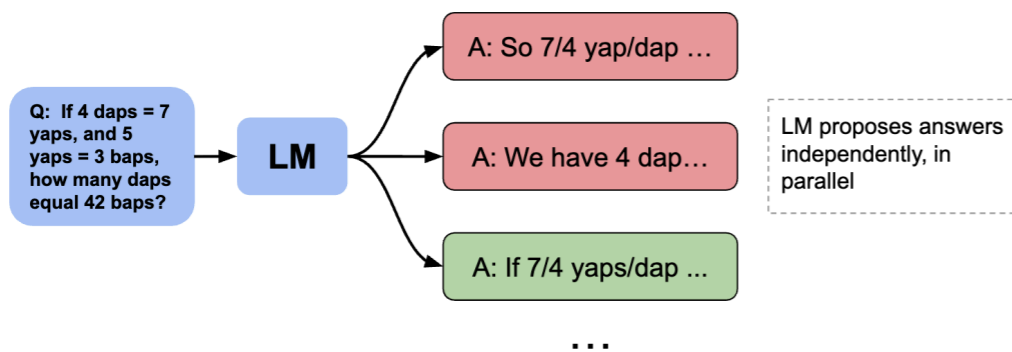 Q: If 4 daps = 7
yaps, and 5
yaps = 3 baps,
how many daps
equal 42 baps?
LM
A: So 7/4 yap/dap …
A: We have 4 dap…
A: If 7/4 yaps/dap ...
LM proposes answers
independently, in
parallel
...